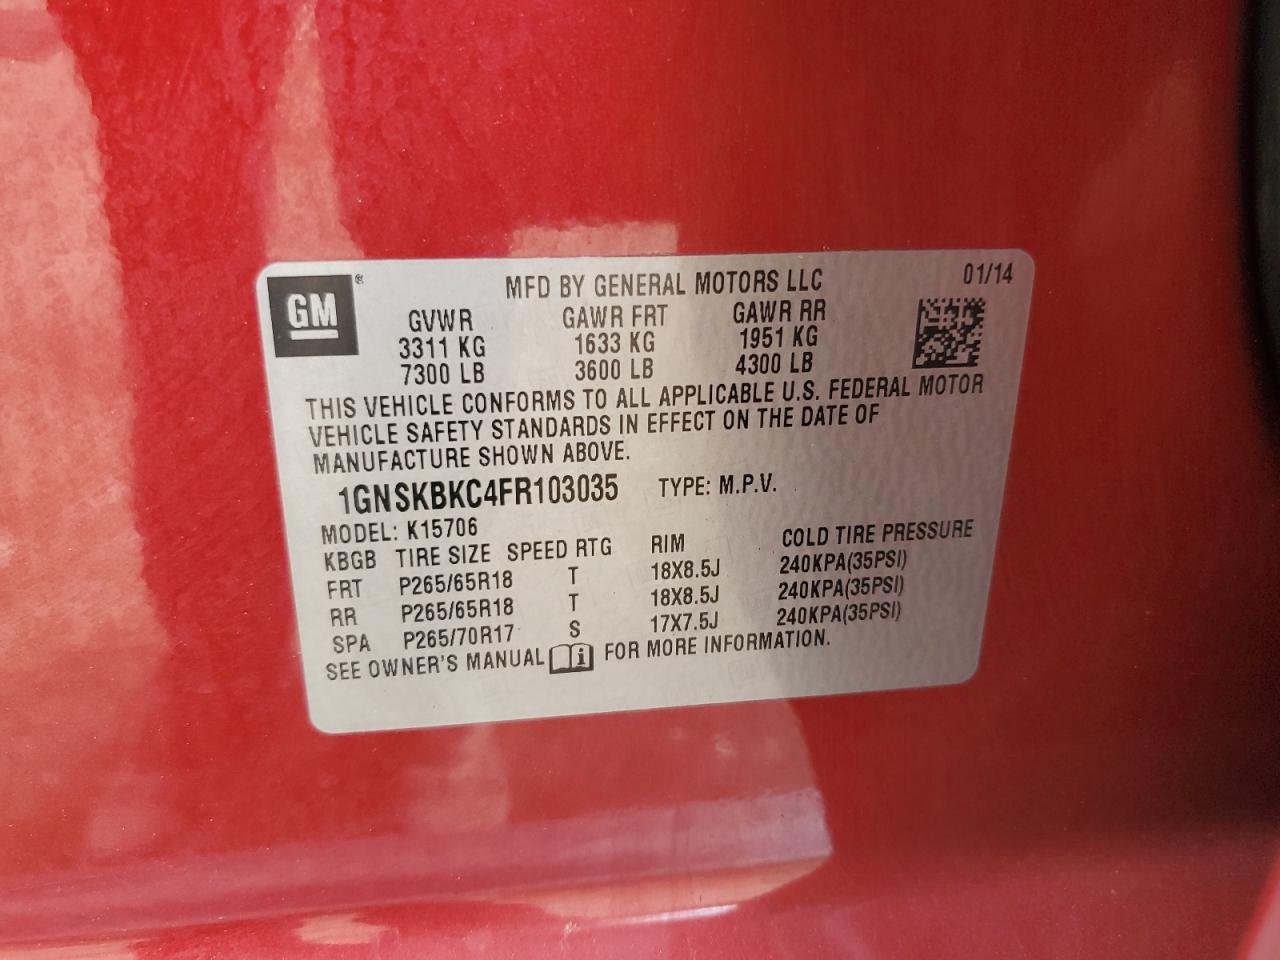 GM ® MFD BY GENERAL MOTORS LLC 01/14
GVWR GAWR FRT GAWR RR
3311 KG 1633 KG 1951 KG
7300 LB 3600 LB 4300 LB
THIS VEHICLE CONFORMS TO ALL APPLICABLE U.S. FEDERAL MOTOR
VEHICLE SAFETY STANDARDS IN EFFECT ON THE DATE OF
MANUFACTURE SHOWN ABOVE.
1GNSKBKC4FR103035 TYPE: M.P.V.
MODEL: K15706
KBGB TIRE SIZE SPEED RTG RIM COLD TIRE PRESSURE
FRT P265/65R18 T 18X8.5J 240KPA(35PSI)
RR P265/65R18 T 18X8.5J 240KPA(35PSI)
SPA P265/70R17 S 17X7.5J 240KPA(35PSI)
SEE OWNER'S MANUAL i FOR MORE INFORMATION.